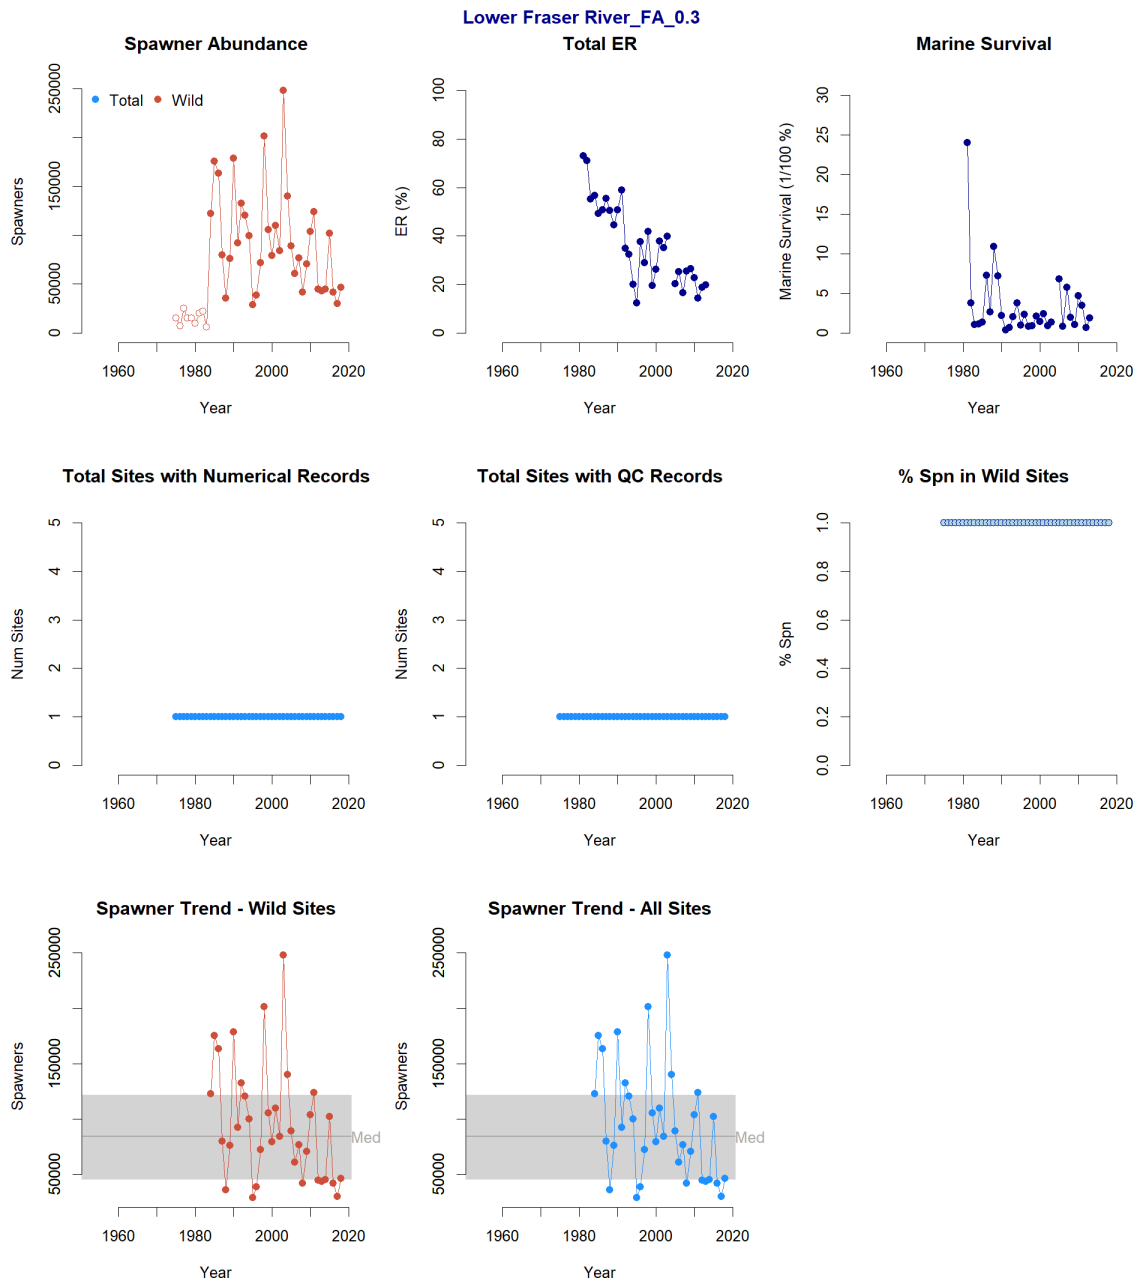 Lower Fraser River_FA_0.3
Spawner Abundance
Total ER
Marine Survival
Total
Wild
Spawners
0
50000
150000
250000
1960
1980
2000
2020
Year
ER (%)
0
20
40
60
80
100
1960
1980
2000
2020
Year
Marine Survival (1/100 %)
0
5
10
15
20
25
30
1960
1980
2000
2020
Year
Total Sites with Numerical Records
Total Sites with QC Records
% Spn in Wild Sites
Num Sites
0
1
2
3
4
5
1960
1980
2000
2020
Year
Num Sites
0
1
2
3
4
5
1960
1980
2000
2020
Year
% Spn
0.0
0.2
0.4
0.6
0.8
1.0
1960
1980
2000
2020
Year
Spawner Trend - Wild Sites
Spawner Trend - All Sites
Spawners
50000
150000
250000
Med
1960
1980
2000
2020
Year
Spawners
50000
150000
250000
Med
1960
1980
2000
2020
Year